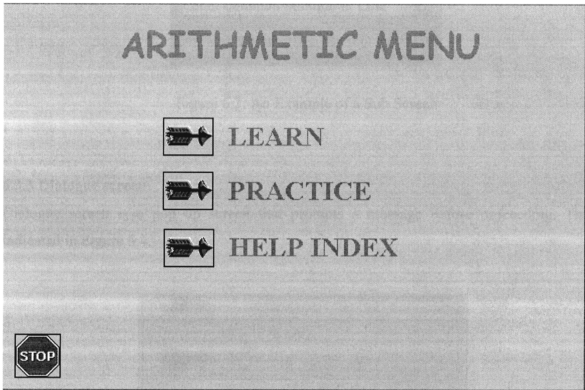 ARITHMETIC MENU
LEARN
PRACTICE
HELP INDEX
STOP